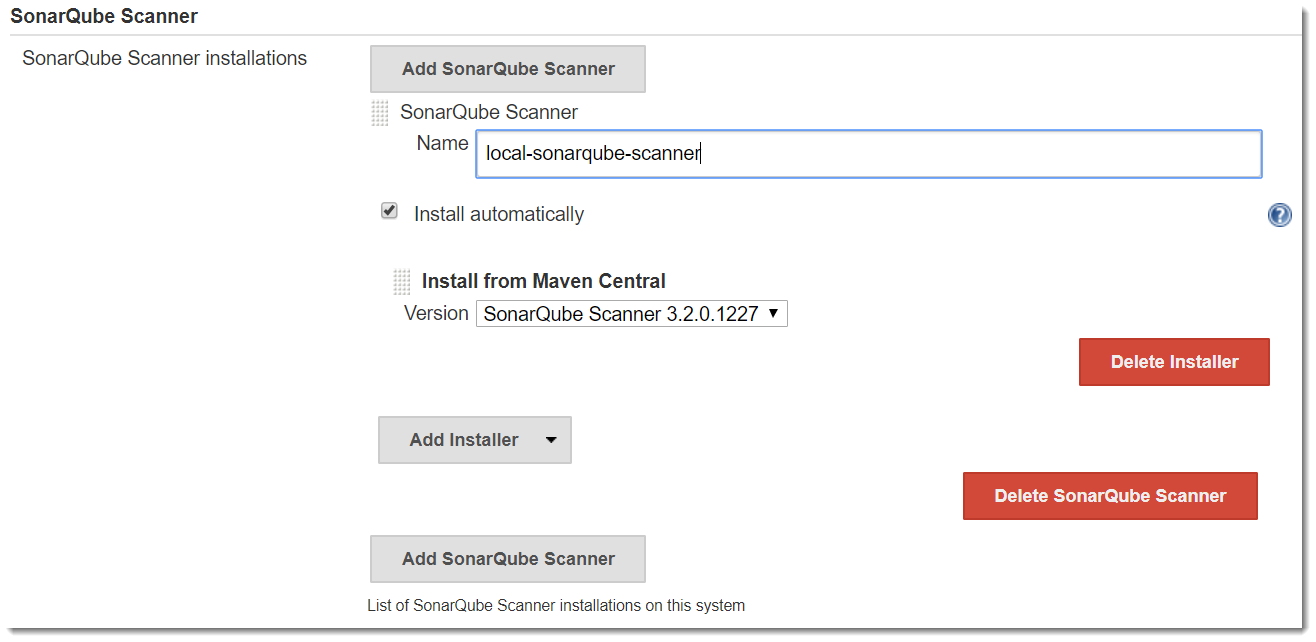 SonarQube Scanner
SonarQube Scanner installations
Add SonarQube Scanner
SonarQube Scanner
Name
local-sonarqube-scanner
Install automatically
?
Install from Maven Central
Version
SonarQube Scanner 3.2.0.1227
Delete Installer
Add Installer
Delete SonarQube Scanner
Add SonarQube Scanner
List of SonarQube Scanner installations on this system